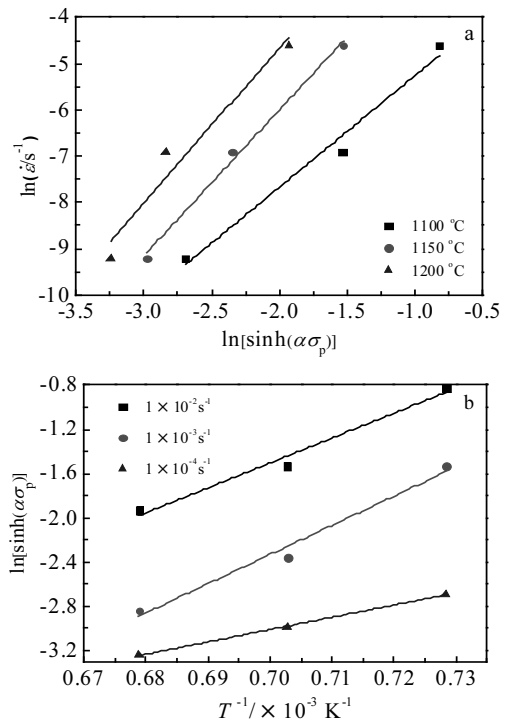 a
-4
-5
-6
-7
-8
-9
-10
ln(ε̇/s⁻¹)
1100 °C
1150 °C
1200 °C
-3.5 -3.0 -2.5 -2.0 -1.5 -1.0 -0.5
ln[sinh(ασₚ)]
b
-0.8
-1.2
-1.6
-2.0
-2.4
-2.8
-3.2
ln[sinh(ασₚ)]
1 × 10⁻² s⁻¹
1 × 10⁻³ s⁻¹
1 × 10⁻⁴ s⁻¹
0.67 0.68 0.69 0.70 0.71 0.72 0.73
T⁻¹/× 10⁻³ K⁻¹